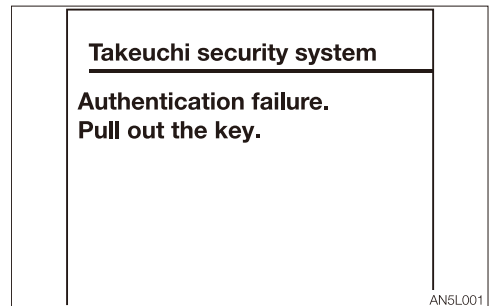 Takeuchi security system
Authentication failure.
Pull out the key.
AN5L001